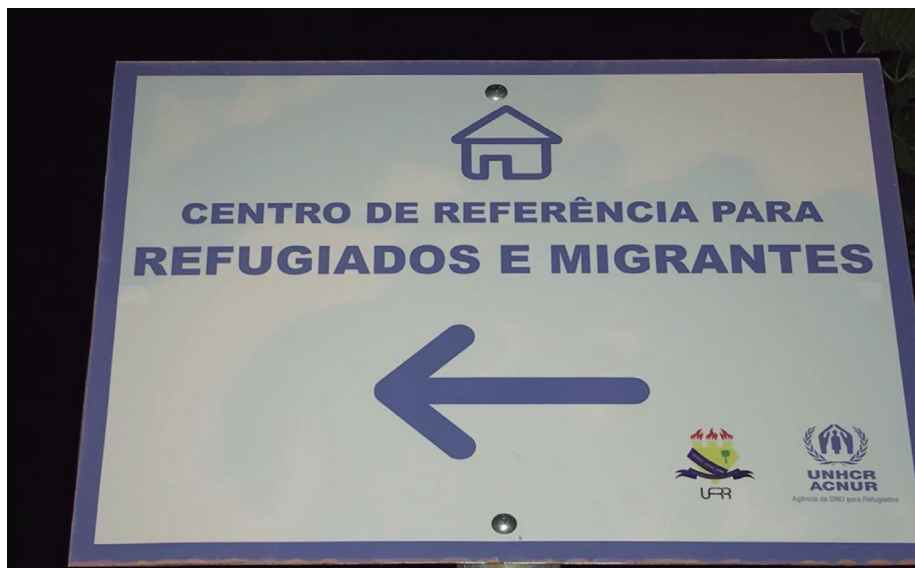 CENTRO DE REFERÊNCIA PARA
REFUGIADOS E MIGRANTES
UFRR
UNHCR
ACNUR
Agência da ONU para Refugiados